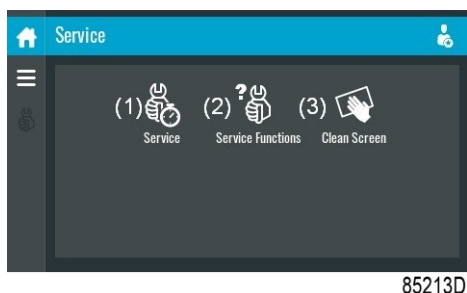 Service
(1) (2) ? (3)
Service Service Functions Clean Screen
85213D